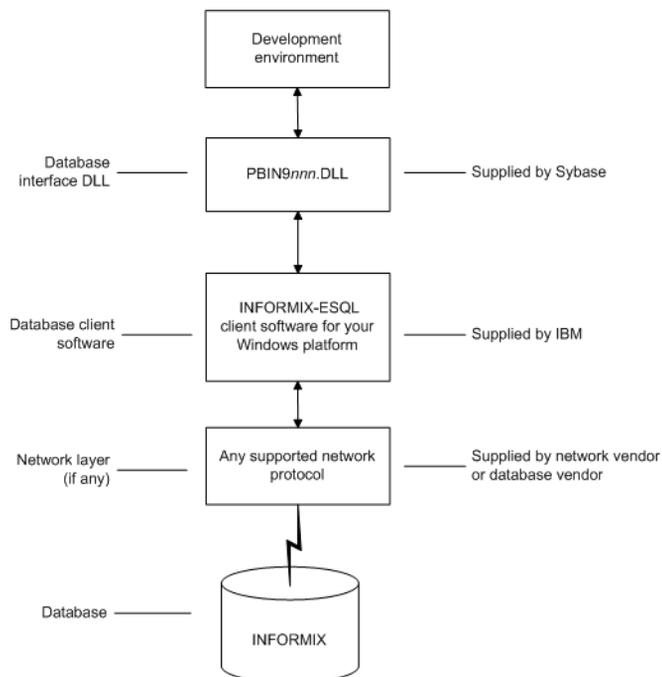 Development
environment
Database
interface DLL
PBIN9nnn.DLL
Supplied by Sybase
Database client
software
INFORMIX-ESQL
client software for your
Windows platform
Supplied by IBM
Network layer
(if any)
Any supported network
protocol
Supplied by network vendor
or database vendor
Database
INFORMIX